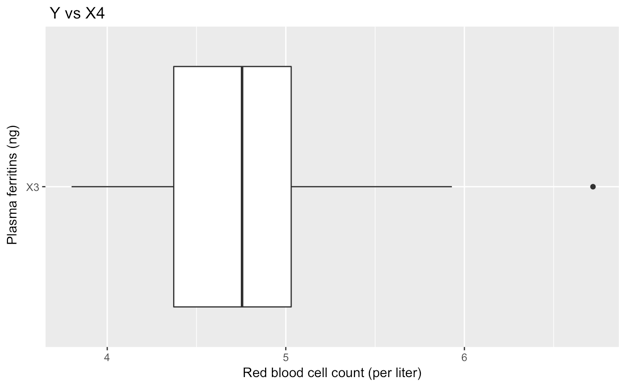 Y vs X4
Plasma ferritins (ng)
X3
4 5 6
Red blood cell count (per liter)